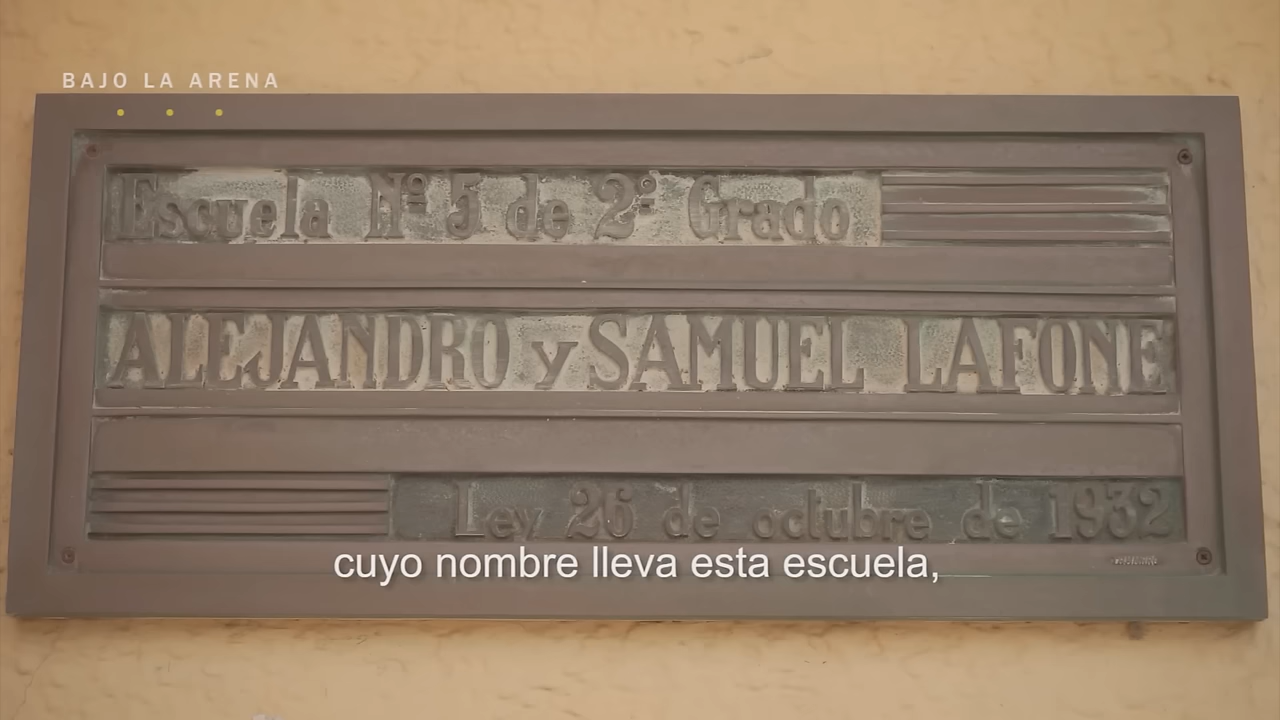 BAJO LA ARENA
Escuela Nº 5 de 2º Grado
ALEJANDRO y SAMUEL LAFONE
Ley 26 de octubre de 1932
cuyo nombre lleva esta escuela,